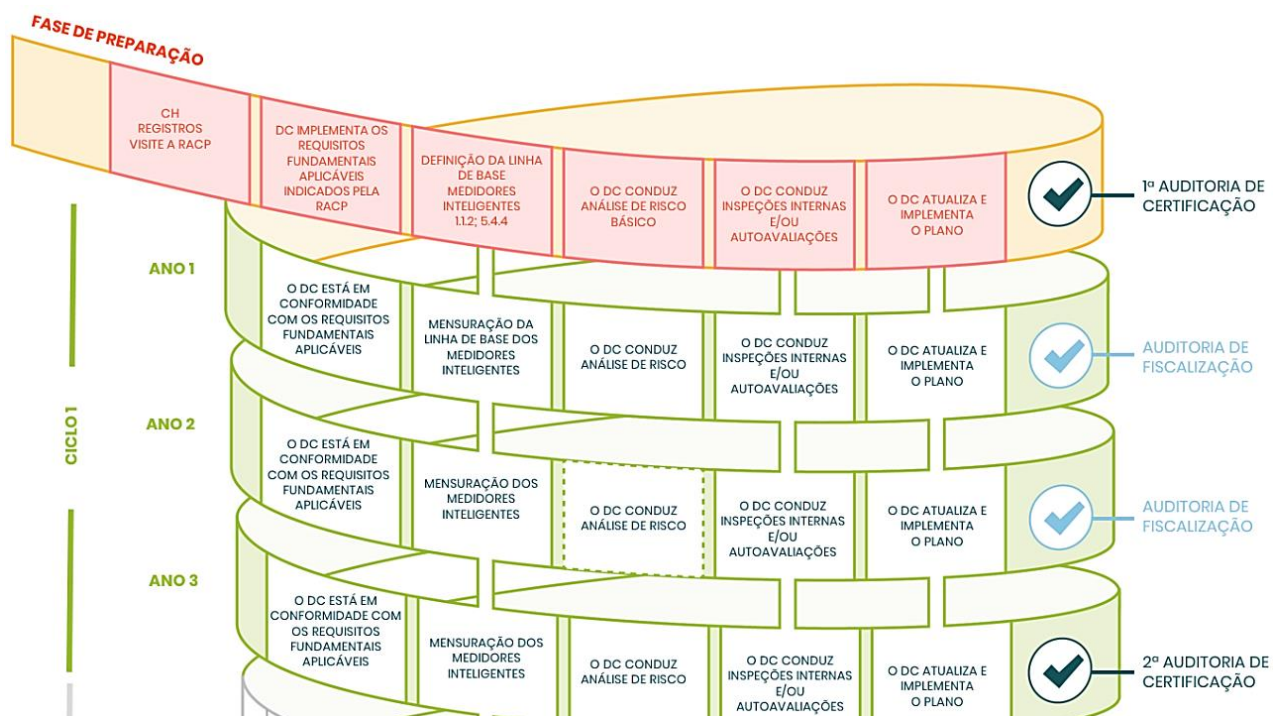 FASE DE PREPARAÇÃO
CH
REGISTROS
VISITE A RACP
DC IMPLEMENTA OS
REQUISITOS
FUNDAMENTAIS
APLICÁVEIS
INDICADOS PELA
RACP
DEFINIÇÃO DA LINHA
DE BASE
MEDIDORES
INTELIGENTES
1.1.2; 5.4.4
O DC CONDUZ
ANÁLISE DE RISCO
BÁSICO
O DC CONDUZ
INSPEÇÕES INTERNAS
E/OU
AUTOAVALIAÇÕES
O DC ATUALIZA E
IMPLEMENTA
O PLANO
1ª AUDITORIA DE
CERTIFICAÇÃO
CICLO 1
ANO 1
O DC ESTÁ EM
CONFORMIDADE
COM OS REQUISITOS
FUNDAMENTAIS
APLICÁVEIS
MENSURAÇÃO DA
LINHA DE BASE DOS
MEDIDORES
INTELIGENTES
O DC CONDUZ
ANÁLISE DE RISCO
O DC CONDUZ
INSPEÇÕES INTERNAS
E/OU
AUTOAVALIAÇÕES
O DC ATUALIZA E
IMPLEMENTA
O PLANO
AUDITORIA DE
FISCALIZAÇÃO
ANO 2
O DC ESTÁ EM
CONFORMIDADE
COM OS REQUISITOS
FUNDAMENTAIS
APLICÁVEIS
MENSURAÇÃO DOS
MEDIDORES
INTELIGENTES
O DC CONDUZ
ANÁLISE DE RISCO
O DC CONDUZ
INSPEÇÕES INTERNAS
E/OU
AUTOAVALIAÇÕES
O DC ATUALIZA E
IMPLEMENTA
O PLANO
AUDITORIA DE
FISCALIZAÇÃO
ANO 3
O DC ESTÁ EM
CONFORMIDADE COM
OS REQUISITOS
FUNDAMENTAIS
APLICÁVEIS
MENSURAÇÃO DOS
MEDIDORES
INTELIGENTES
O DC CONDUZ
ANÁLISE DE RISCO
O DC CONDUZ
INSPEÇÕES INTERNAS
E/OU
AUTOAVALIAÇÕES
O DC ATUALIZA E
IMPLEMENTA
O PLANO
2ª AUDITORIA DE
CERTIFICAÇÃO